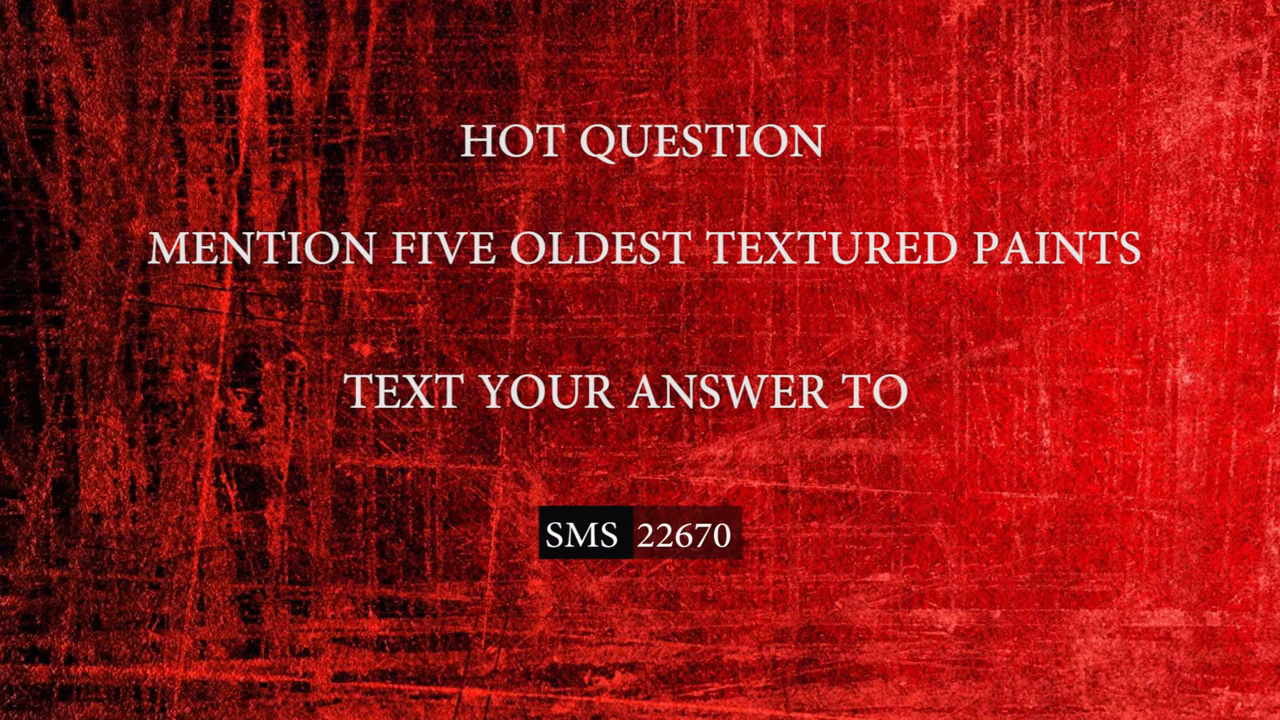 HOT QUESTION
MENTION FIVE OLDEST TEXTURED PAINTS
TEXT YOUR ANSWER TO
SMS 22670